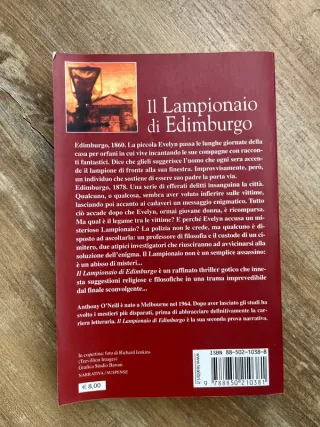 Il Lampionaio
di Edimburgo
Edimburgo, 1860. La piccola Evelyn passa le lunghe giornate della
casa per orfani in cui vive incantando le sue compagne con raccon-
ti fantastici. Dice che glieli suggerisce l'uomo che ogni sera accen-
de il lampione di fronte alla sua finestra. Improvvisamente, però,
un individuo che sostiene di essere suo padre la porta via.
Edimburgo, 1878. Una serie di efferati delitti insanguina la città.
Qualcuno, o qualcosa, sembra aver voluto infierire sulle vittime,
lasciando poi accanto ai cadaveri un messaggio enigmatico. Tutto
ciò accade dopo che Evelyn, ormai giovane donna, è ricomparsa.
Ma qual è il legame tra le vittime? E perché Evelyn accusa un mi-
sterioso Lampionaio? La polizia non le crede, ma qualcuno è di-
sposto ad ascoltarla: un professore di filosofia e il custode di un ci-
mitero, due atipici investigatori che riusciranno ad avvicinarsi alla
soluzione dell'enigma. Il Lampionaio non è un semplice assassino:
è un abisso di misteri...
Il Lampionaio di Edimburgo è un raffinato thriller gotico che inne-
sta suggestioni religiose e filosofiche in una trama imprevedibile
dal finale sconvolgente...
Anthony O'Neill è nato a Melbourne nel 1964. Dopo aver lasciato gli studi ha
svolto i mestieri più disparati, prima di abbracciare definitivamente la car-
riera letteraria. Il Lampionaio di Edimburgo è la sua seconda prova narrativa.
In copertina: foto di Richard Jenkins
(Trevillion Images)
Grafica Studio Baroni
NARRATIVA / SUSPENSE
€ 8,00
www.tealibri.it
ISBN 88-502-1038-8
9 788850 210381